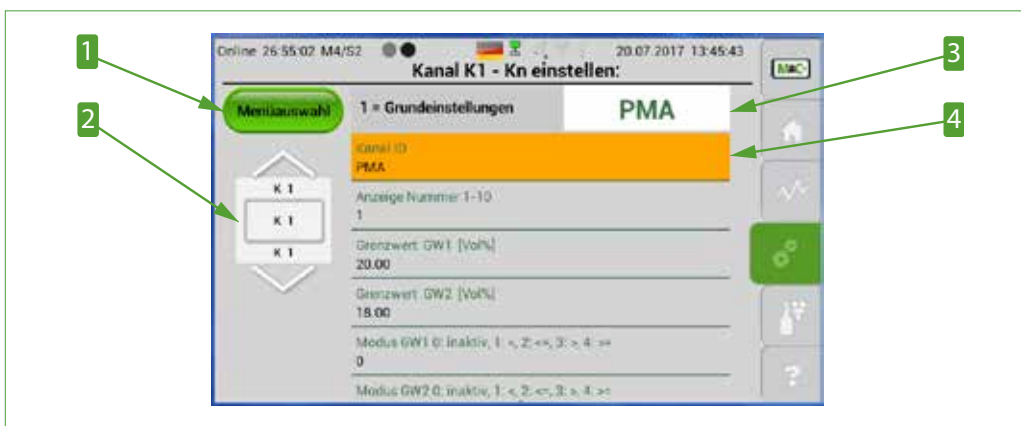 1
2
3
4
Online 26:55:02 M4/S2 20.07.2017 13:45:43
Kanal K1 - Kn einstellen:
M&C
Menüauswahl
1 = Grundeinstellungen
PMA
Kanal ID
PMA
K 1
K 1
K 1
Anzeige Nummer 1-10
1
Grenzwert GW1 [Vol%]
20.00
Grenzwert GW2 [Vol%]
18.00
Modus GW1 0: inaktiv, 1: <, 2: <=, 3: >, 4: >=
0
Modus GW2 0: inaktiv, 1: <, 2: <=, 3: >, 4: >=
?